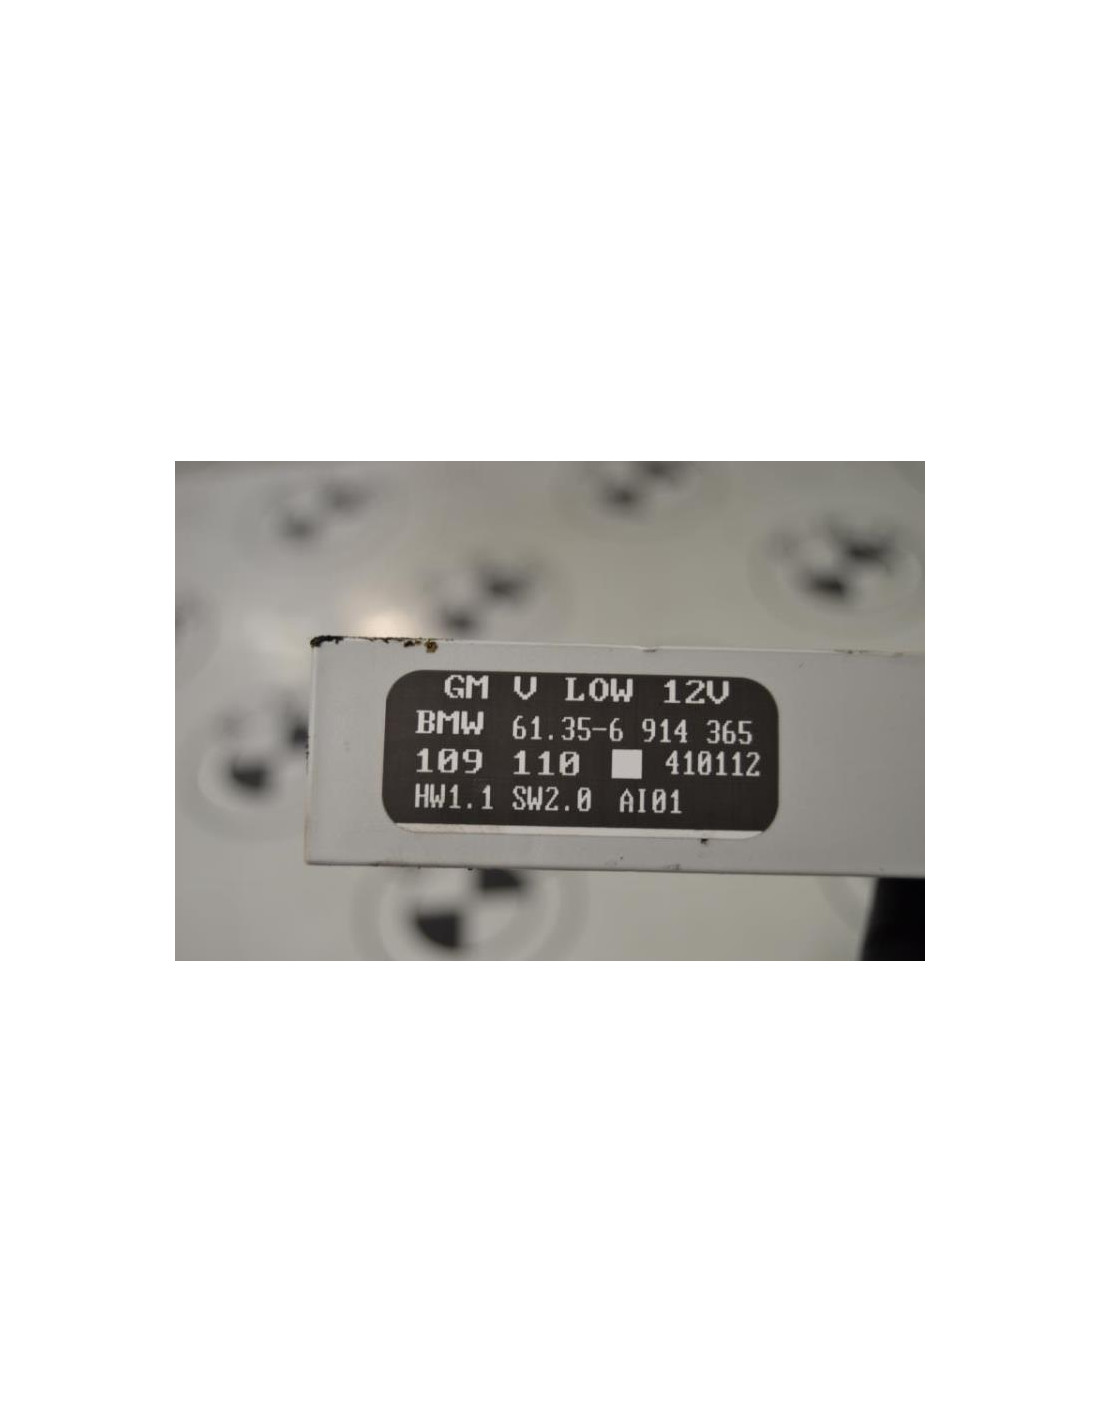 GM V LOW 12V
BMW 61.35-6 914 365
109 110 410112
HW1.1 SW2.0 AI01